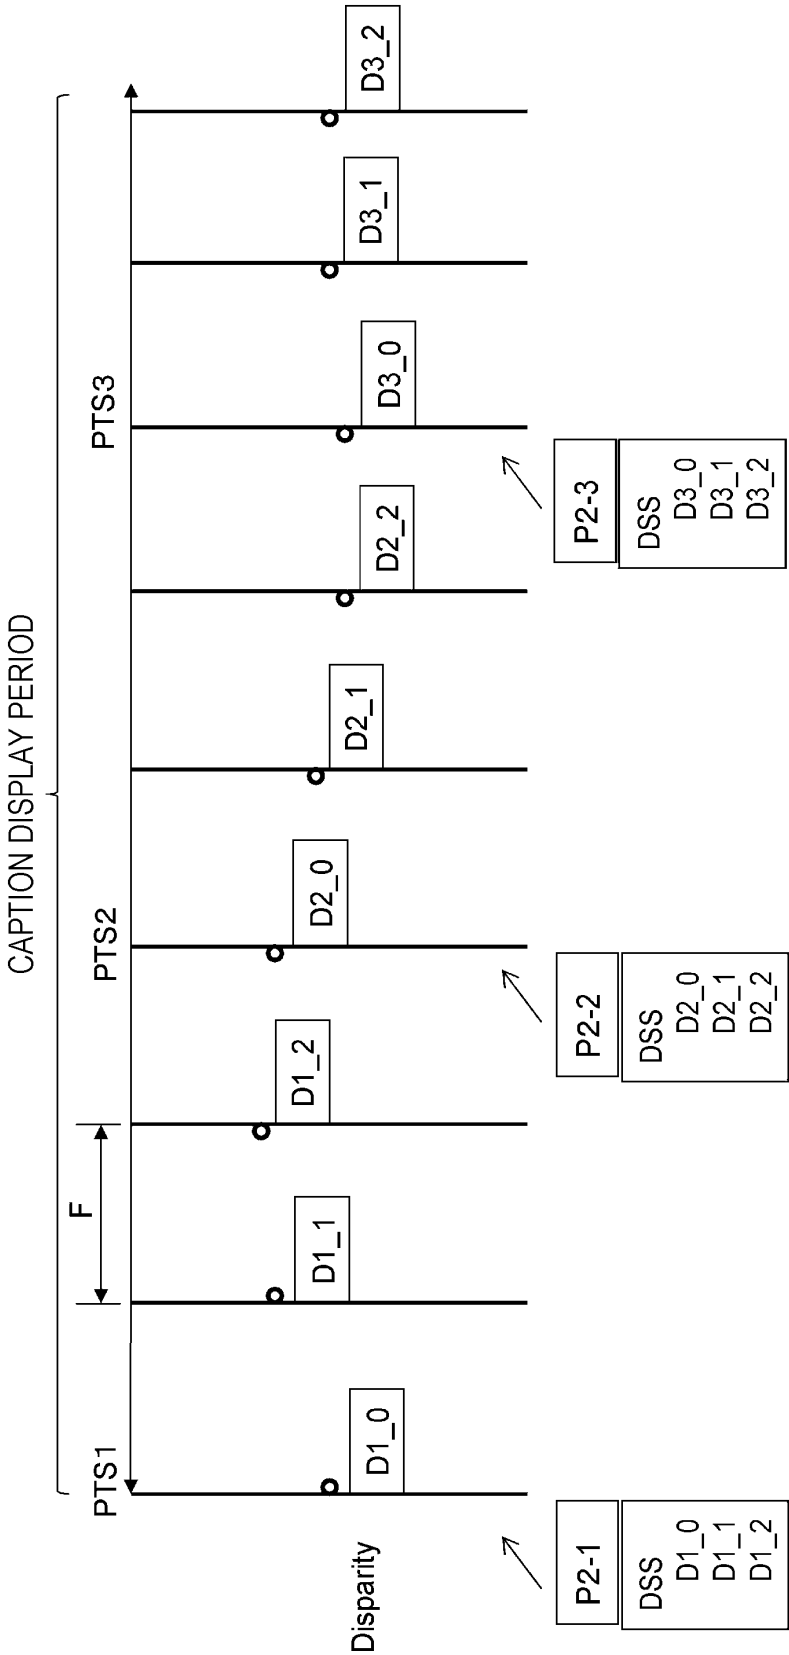 CAPTION DISPLAY PERIOD
PTS1
F
PTS2
PTS3
Disparity
D1_0
D1_1
D1_2
D2_0
D2_1
D2_2
D3_0
D3_1
D3_2
P2-1
DSS
D1_0
D1_1
D1_2
P2-2
DSS
D2_0
D2_1
D2_2
P2-3
DSS
D3_0
D3_1
D3_2